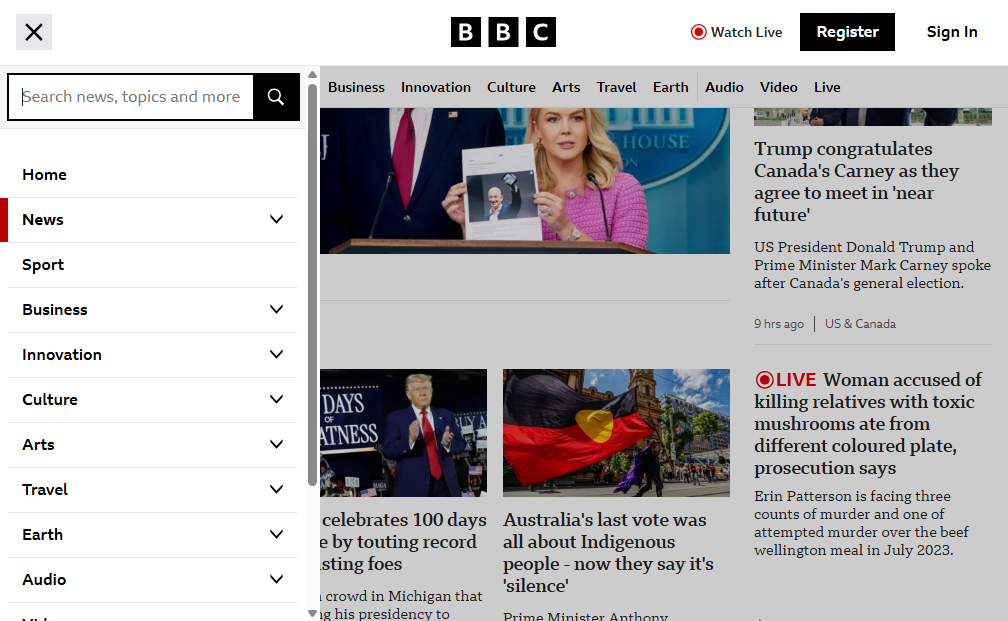 BBC
Watch Live
Register
Sign In
Search news, topics and more
Business Innovation Culture Arts Travel Earth Audio Video Live
Home
News
Sport
Business
Innovation
Culture
Arts
Travel
Earth
Audio
HOUSE
Trump congratulates
Canada's Carney as they
agree to meet in 'near
future'
US President Donald Trump and
Prime Minister Mark Carney spoke
after Canada's general election.
9 hrs ago
US & Canada
DAYS
OF
celebrates 100 days
e by touting record
sting foes
crowd in Michigan that
ng his presidency to
Australia's last vote was
all about Indigenous
people - now they say it's
'silence'
Prime Minister Anthony
LIVE Woman accused of
killing relatives with toxic
mushrooms ate from
different coloured plate,
prosecution says
Erin Patterson is facing three
counts of murder and one of
attempted murder over the beef
wellington meal in July 2023.